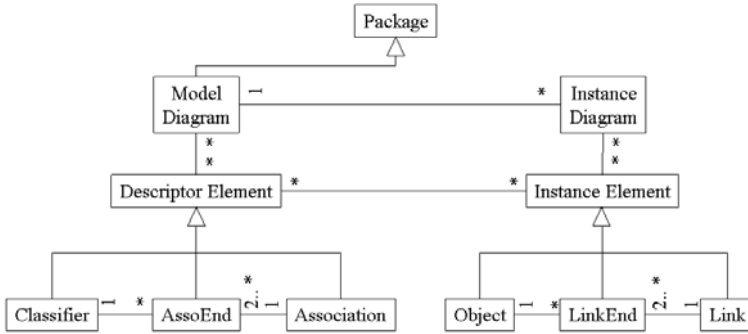 Package
Model
Diagram
1
*
Instance
Diagram
*
*
*
*
Descriptor Element
*
*
Instance Element
Classifier
1
*
AssoEnd
2..*
1
Association
Object
1
*
LinkEnd
2..*
1
Link